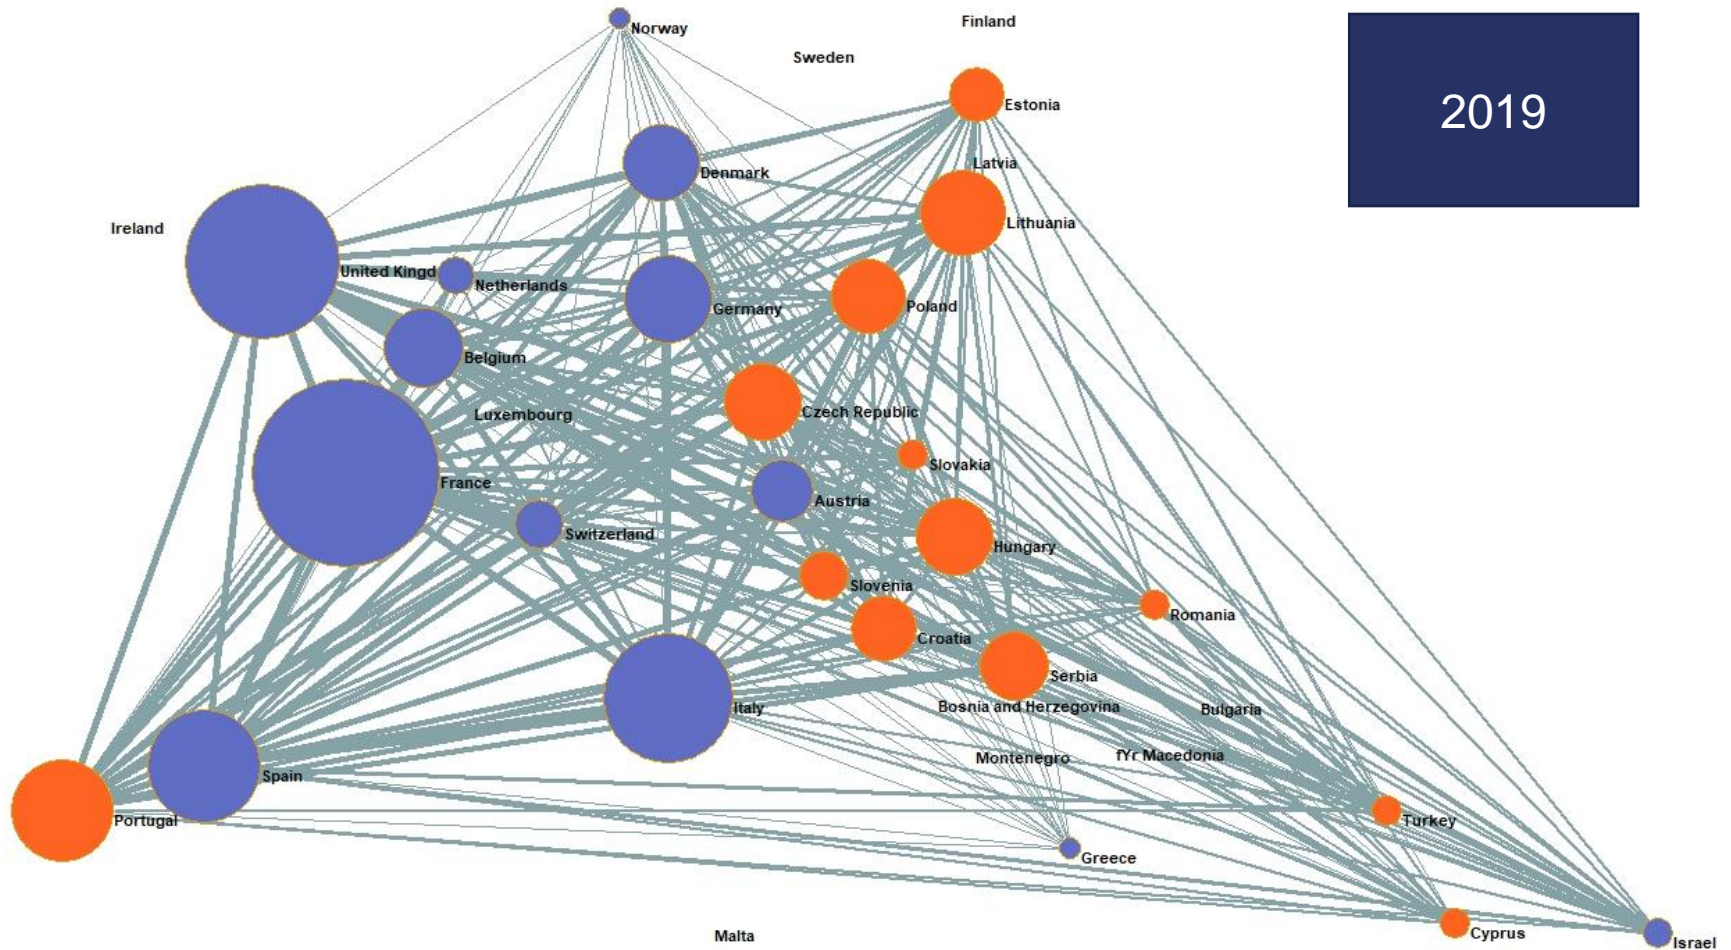 Norway
Finland
Sweden
2019
Estonia
Latvia
Denmark
Lithuania
Ireland
United Kingd
Netherlands
Germany
Poland
Belgium
Luxembourg
Czech Republic
Slovakia
France
Austria
Switzerland
Hungary
Slovenia
Romania
Croatia
Serbia
Italy
Bosnia and Herzegovina
Bulgaria
Montenegro
fYr Macedonia
Spain
Portugal
Turkey
Greece
Cyprus
Malta
Israel